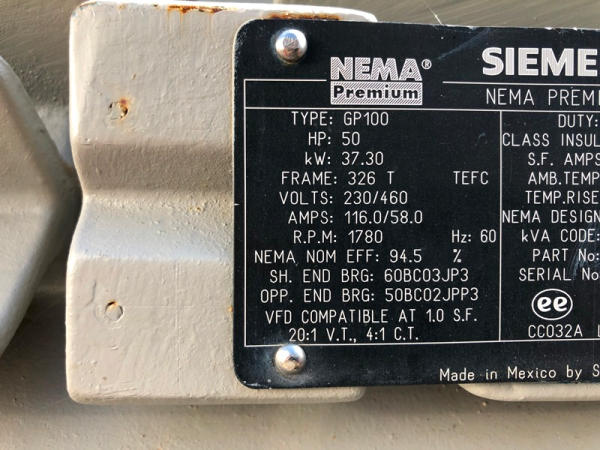 NEMA®
Premium
SIEME
NEMA PREMI
TYPE: GP100
HP: 50
kW: 37.30
FRAME: 326 T TEFC
VOLTS: 230/460
AMPS: 116.0/58.0
R.P.M: 1780 Hz: 60
NEMA NOM EFF: 94.5 %
SH. END BRG: 60BC03JP3
OPP. END BRG: 50BC02JPP3
VFD COMPATIBLE AT 1.0 S.F.
20:1 V.T., 4:1 C.T.
DUTY:
CLASS INSUL
S.F. AMPS
AMB.TEMP
TEMP.RISE
NEMA DESIGN
kVA CODE:
PART No:
SERIAL No
ee
CC032A
Made in Mexico by S